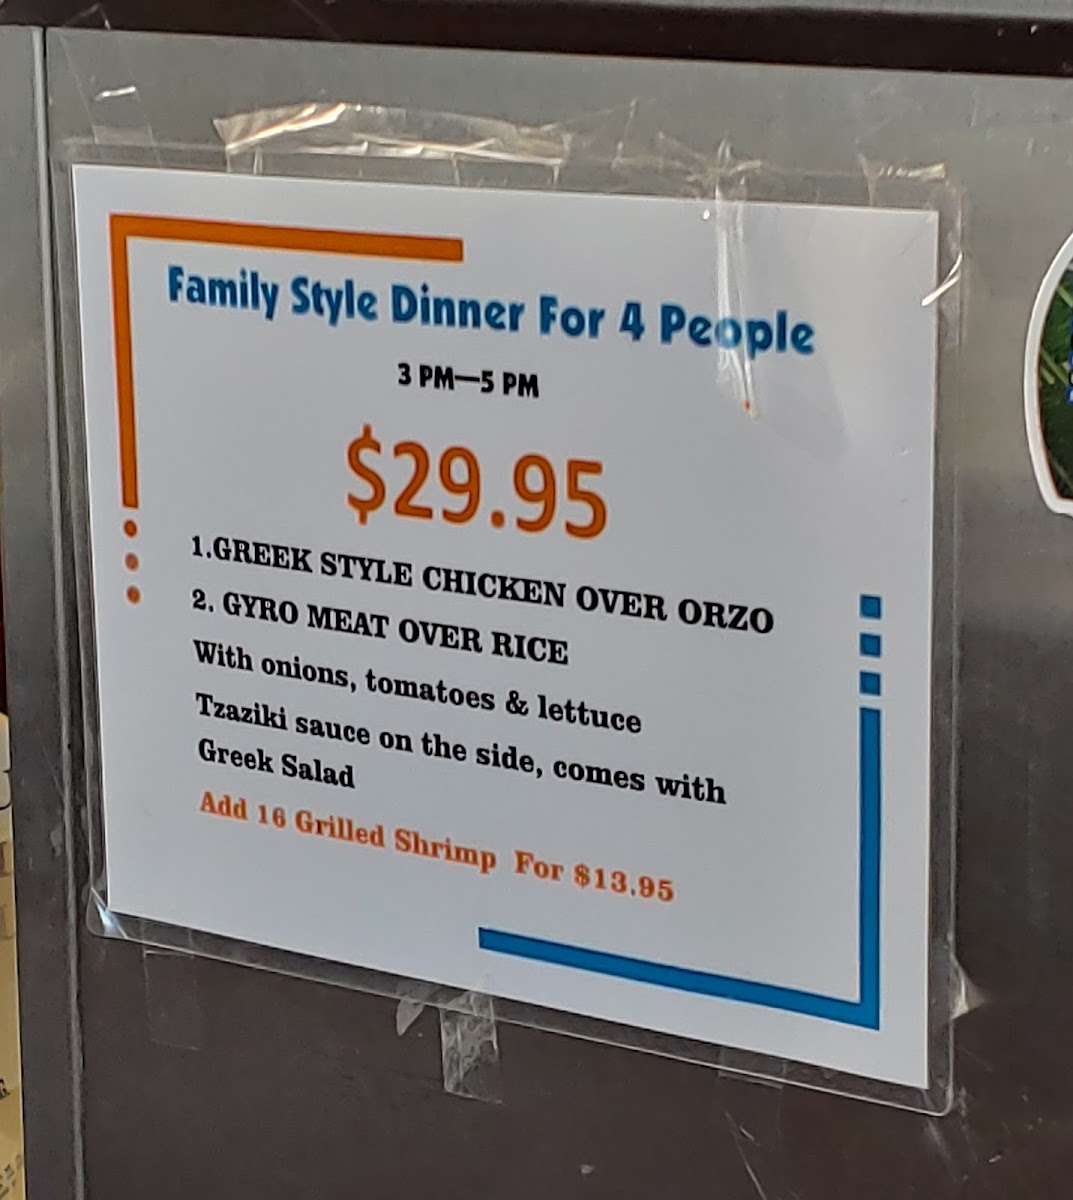 Family Style Dinner For 4 People
3 PM—5 PM
$29.95
1.GREEK STYLE CHICKEN OVER ORZO
2. GYRO MEAT OVER RICE
With onions, tomatoes & lettuce
Tzaziki sauce on the side, comes with
Greek Salad
Add 16 Grilled Shrimp For $13.95